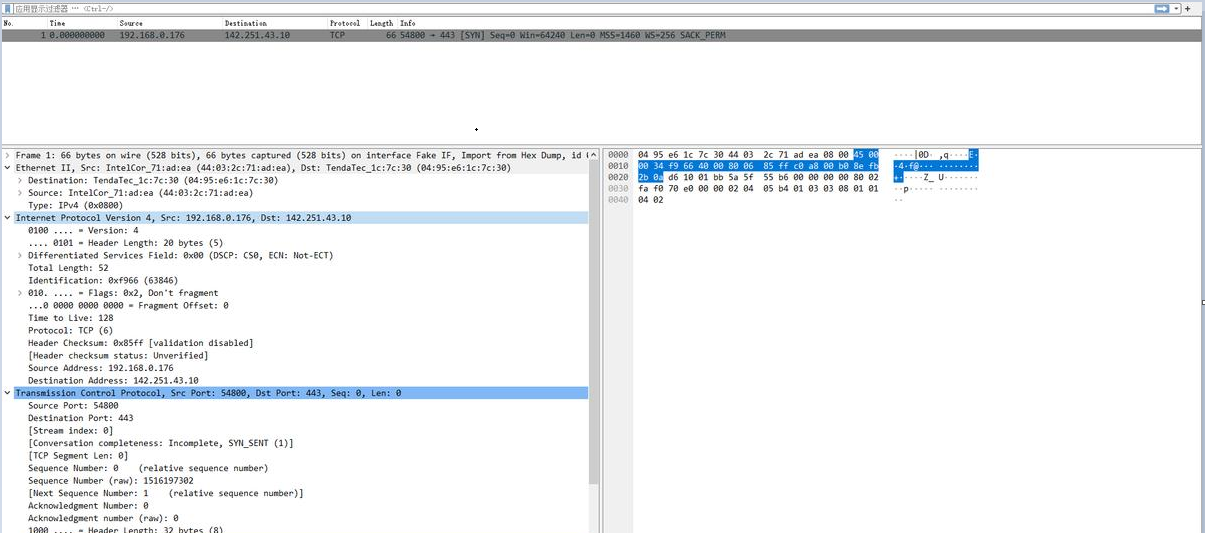 应用显示过滤器 … <Ctrl-/>
No. Time Source Destination Protocol Length Info
1 0.000000000 192.168.0.176 142.251.43.10 TCP 66 54800 → 443 [SYN] Seq=0 Win=64240 Len=0 MSS=1460 WS=256 SACK_PERM
Frame 1: 66 bytes on wire (528 bits), 66 bytes captured (528 bits) on interface Fake IF, Import from Hex Dump, id
Ethernet II, Src: IntelCor_71:ad:ea (44:03:2c:71:ad:ea), Dst: TendaTec_1c:7c:30 (04:95:e6:1c:7c:30)
Destination: TendaTec_1c:7c:30 (04:95:e6:1c:7c:30)
Source: IntelCor_71:ad:ea (44:03:2c:71:ad:ea)
Type: IPv4 (0x0800)
Internet Protocol Version 4, Src: 192.168.0.176, Dst: 142.251.43.10
0100 .... = Version: 4
.... 0101 = Header Length: 20 bytes (5)
Differentiated Services Field: 0x00 (DSCP: CS0, ECN: Not-ECT)
Total Length: 52
Identification: 0xf966 (63846)
010. .... = Flags: 0x2, Don't fragment
...0 0000 0000 0000 = Fragment Offset: 0
Time to Live: 128
Protocol: TCP (6)
Header Checksum: 0x85ff [validation disabled]
[Header checksum status: Unverified]
Source Address: 192.168.0.176
Destination Address: 142.251.43.10
Transmission Control Protocol, Src Port: 54800, Dst Port: 443, Seq: 0, Len: 0
Source Port: 54800
Destination Port: 443
[Stream index: 0]
[Conversation completeness: Incomplete, SYN_SENT (1)]
[TCP Segment Len: 0]
Sequence Number: 0 (relative sequence number)
Sequence Number (raw): 1516197302
[Next Sequence Number: 1 (relative sequence number)]
Acknowledgment Number: 0
Acknowledgment number (raw): 0
1000 .... = Header Length: 32 bytes (8)
0000 04 95 e6 1c 7c 30 44 03 2c 71 ad ea 08 00 45 00 ····|0D· ,q····E·
0010 00 34 f9 66 40 00 80 06 85 ff c0 a8 00 b0 8e fb ·4·f@··· ········
0020 2b 0a d6 10 01 bb 5a 5f 55 b6 00 00 00 00 80 02 +·····Z_ U·······
0030 fa f0 70 e0 00 00 02 04 05 b4 01 03 03 08 01 01 ··p····· ········
0040 04 02 ··